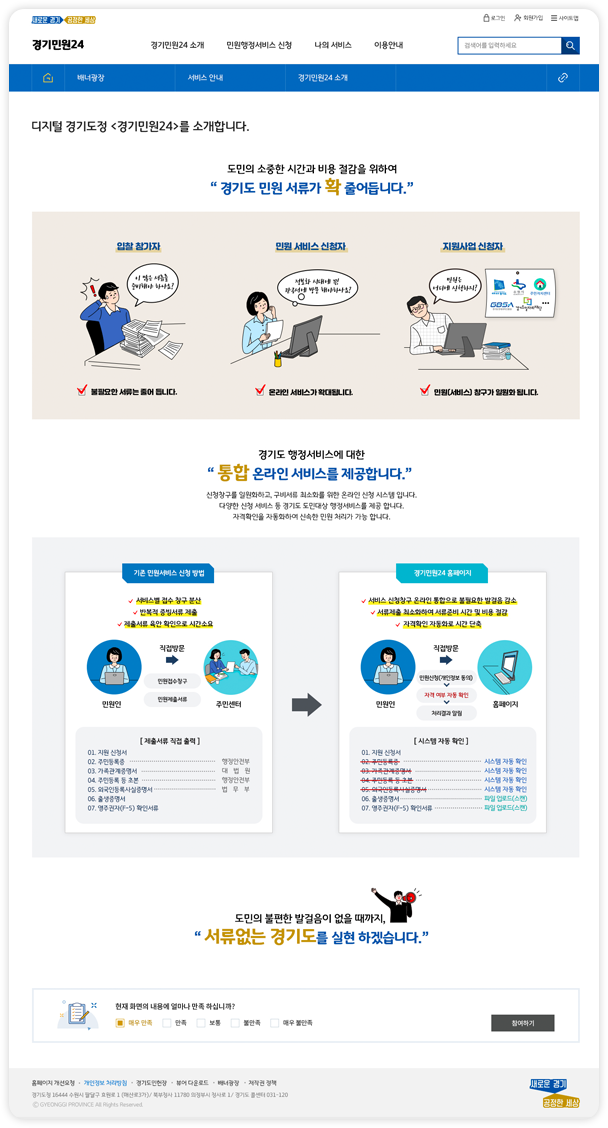 새로운 경기 공정한 세상
로그인 회원가입 사이트맵
경기민원24
경기민원24 소개 민원행정서비스 신청 나의 서비스 이용안내
검색어를 입력하세요
배너광장 서비스 안내 경기민원24 소개
디지털 경기도정 <경기민원24>를 소개합니다.
도민의 소중한 시간과 비용 절감을 위하여
“ 경기도 민원 서류가 확 줄어듭니다.”
입찰 참가자
민원 서비스 신청자
지원사업 신청자
이 많은 서류를
준비해야 하나요?
정보화 시대에 꼭
관공서에 방문 해야하나요?
민원은
어디에 신청하지?
GBSA
불필요한 서류는 줄어 듭니다.
온라인 서비스가 확대됩니다.
민원(서비스) 창구가 일원화 됩니다.
경기도 행정서비스에 대한
“ 통합 온라인 서비스를 제공합니다.”
신청창구를 일원화하고, 구비서류 최소화를 위한 온라인 신청 시스템 입니다.
다양한 신청 서비스 등 경기도 도민대상 행정서비스를 제공 합니다.
자격확인을 자동화하여 신속한 민원 처리가 가능 합니다.
기존 민원서비스 신청 방법
서비스별 접수 창구 분산
반복적 증빙서류 제출
제출서류 육안 확인으로 시간소요
직접방문
민원접수창구
민원제출서류
민원인
주민센터
[ 제출서류 직접 출력 ]
01. 지원 신청서
02. 주민등록증 행정안전부
03. 가족관계증명서 대 법 원
04. 주민등록 등 초본 행정안전부
05. 외국인등록사실증명서 법 무 부
06. 출생증명서
07. 영주권자(F-5) 확인서류
경기민원24 홈페이지
서비스 신청창구 온라인 통합으로 불필요한 발걸음 감소
서류제출 최소화하여 서류준비 시간 및 비용 절감
자격확인 자동화로 시간 단축
직접방문
민원신청(개인정보 동의)
자격 여부 자동 확인
처리결과 알림
민원인
홈페이지
[ 시스템 자동 확인 ]
01. 지원 신청서
02. 주민등록증 시스템 자동 확인
03. 가족관계증명서 시스템 자동 확인
04. 주민등록 등 초본 시스템 자동 확인
05. 외국인등록사실증명서 시스템 자동 확인
06. 출생증명서 파일 업로드(스캔)
07. 영주권자(F-5) 확인서류 파일 업로드(스캔)
도민의 불편한 발걸음이 없을 때까지,
“ 서류없는 경기도를 실현 하겠습니다.”
현재 화면의 내용에 얼마나 만족 하십니까?
매우 만족 만족 보통 불만족 매우 불만족
참여하기
홈페이지 개선요청 개인정보 처리방침 경기도민헌장 뷰어 다운로드 배너광장 저작권 정책
경기도청 16444 수원시 팔달구 효원로 1 (매산로3가)/ 북부청사 11780 의정부시 청사로 1/ 경기도 콜센터 031-120
ⓒ GYEONGGI PROVINCE All Rights Reserved.
새로운 경기
공정한 세상